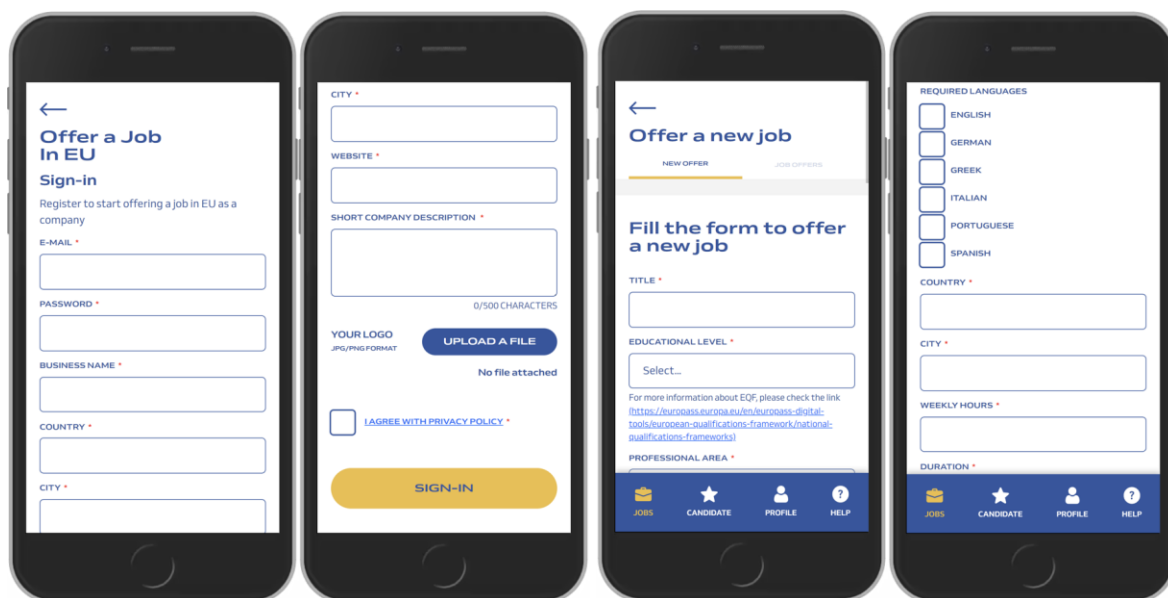 Offer a Job
In EU
Sign-in
Register to start offering a job in EU as a
company
E-MAIL *
PASSWORD *
BUSINESS NAME *
COUNTRY *
CITY *
CITY *
WEBSITE *
SHORT COMPANY DESCRIPTION *
0/500 CHARACTERS
YOUR LOGO
JPG/PNG FORMAT
UPLOAD A FILE
No file attached
I AGREE WITH PRIVACY POLICY *
SIGN-IN
Offer a new job
NEW OFFER
JOB OFFERS
Fill the form to offer
a new job
TITLE *
EDUCATIONAL LEVEL *
Select...
For more information about EQF, please check the link
(https://europass.europa.eu/en/europass-digital-
tools/european-qualifications-framework/national-
qualifications-frameworks)
PROFESSIONAL AREA *
JOBS
CANDIDATE
PROFILE
HELP
REQUIRED LANGUAGES
ENGLISH
GERMAN
GREEK
ITALIAN
PORTUGUESE
SPANISH
COUNTRY *
CITY *
WEEKLY HOURS *
DURATION *
JOBS
CANDIDATE
PROFILE
HELP